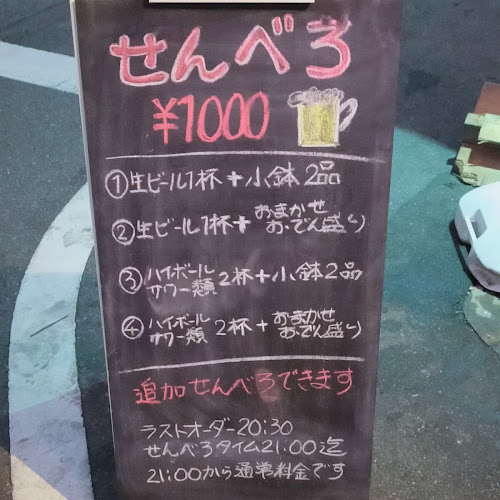 せんべろ
¥1000
①生ビール1杯+小鉢2品
②生ビール1杯+おまかせおでん盛り
③ハイボールサワー類2杯+小鉢2品
④ハイボールサワー類2杯+おまかせおでん盛り
追加せんべろできます
ラストオーダー20:30
せんべろタイム21:00迄
21:00から通常料金です